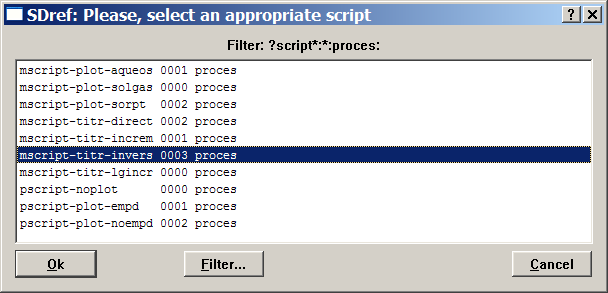 SDref: Please, select an appropriate script
Filter: ?script*:*:proces:
mscript-plot-aqueos 0001 proces
mscript-plot-solgas 0000 proces
mscript-plot-sorpt  0002 proces
mscript-titr-direct 0002 proces
mscript-titr-increm 0001 proces
mscript-titr-invers 0003 proces
mscript-titr-lgincr 0000 proces
pscript-noplot      0000 proces
pscript-plot-empd   0001 proces
pscript-plot-noempd 0002 proces
Ok Filter... Cancel